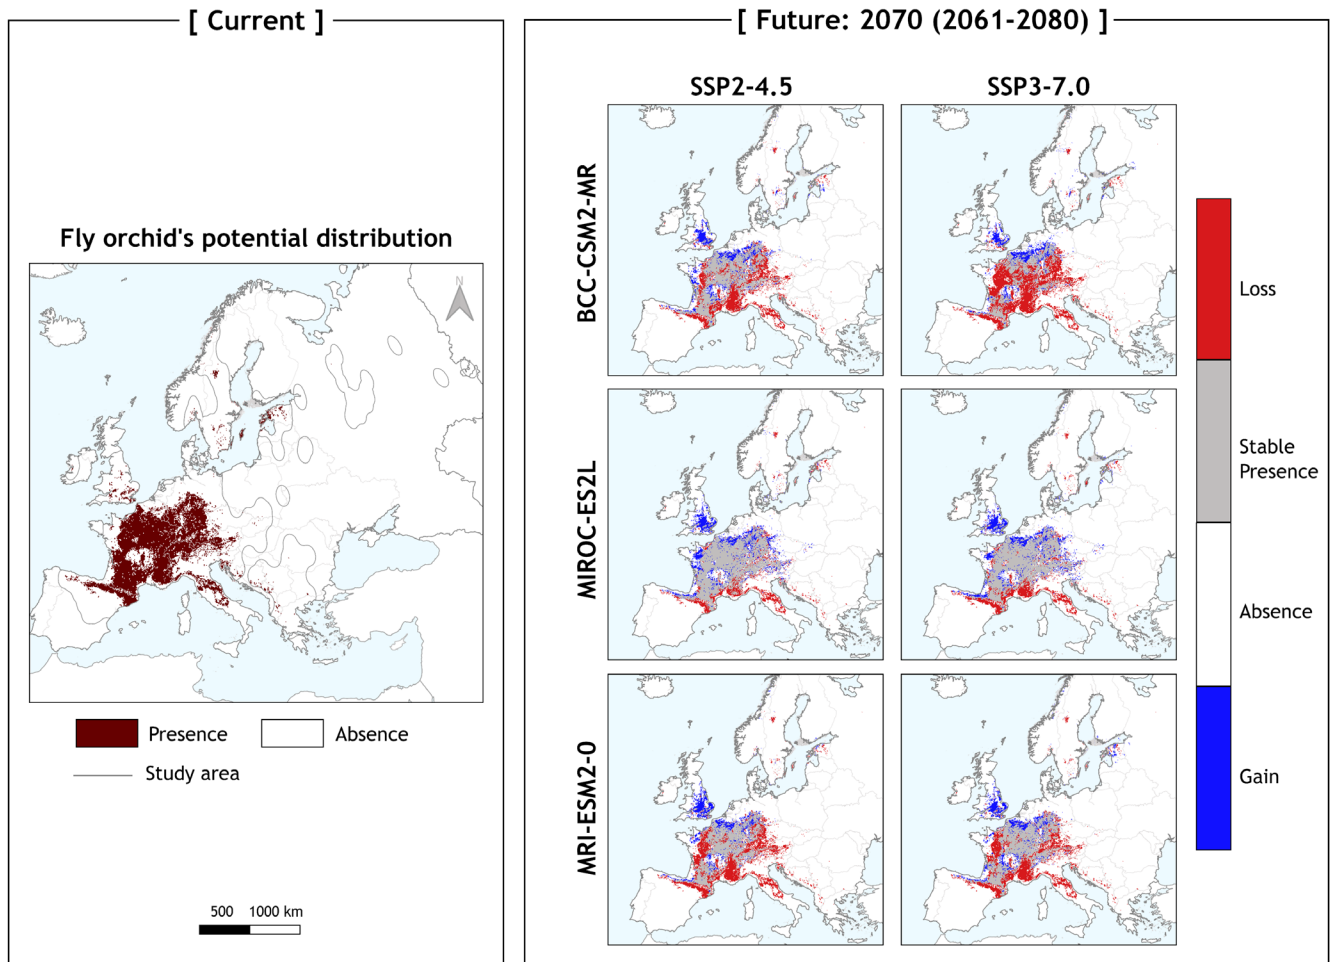 [ Current ]
Fly orchid's potential distribution
N
Presence
Absence
Study area
500 1000 km
[ Future: 2070 (2061-2080) ]
SSP2-4.5
SSP3-7.0
BCC-CSM2-MR
MIROC-ES2L
MRI-ESM2-0
Loss
Stable
Presence
Absence
Gain